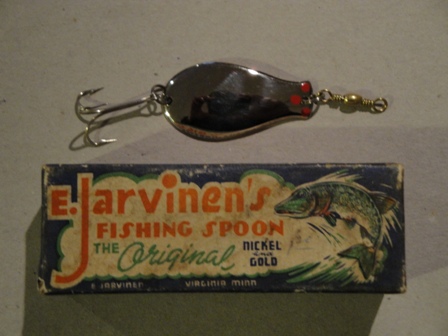 E. Jarvinen's
FISHING SPOON
THE Original
NICKEL
GOLD
E JARVINEN VIRGINIA MINN